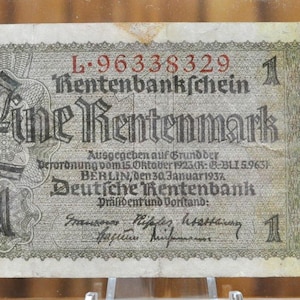 L·96338329
Rentenbankschein 1
Eine Rentenmark
Ausgegeben auf Grund der
Verordnung vom 15. Oktober 1923 (R·G·Bl. I S. 963)
BERLIN, den 30. Januar 1937
Deutsche Rentenbank
Präsident und Vorstand:
1 1